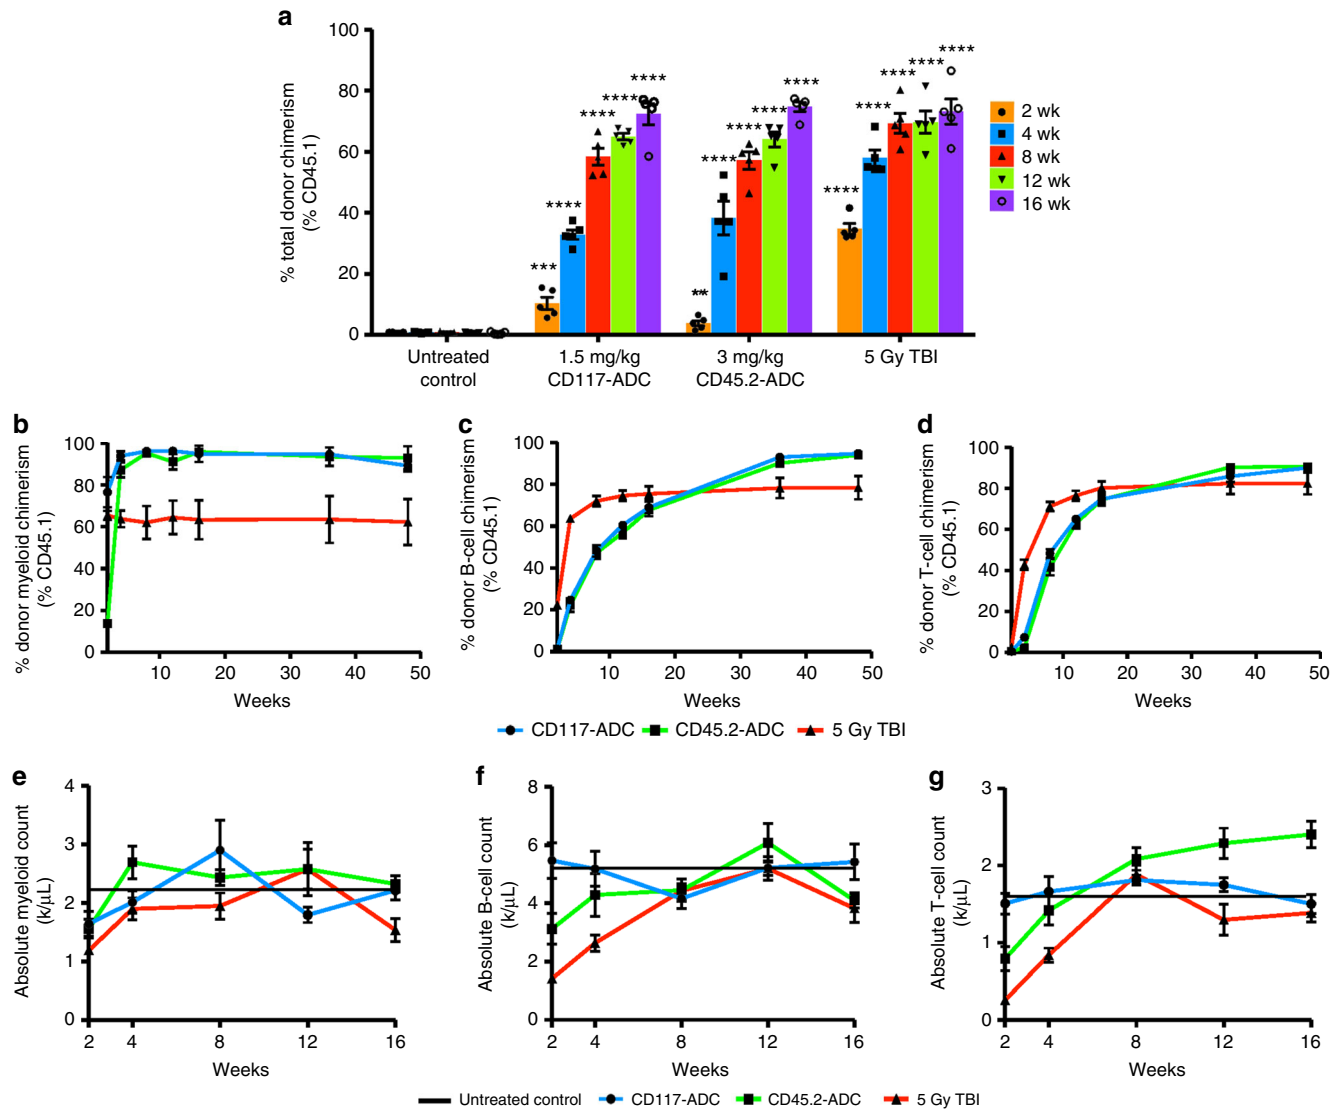 a
% total donor chimerism
(% CD45.1)
100
80
60
40
20
0
***
****
****
****
****
**
****
****
****
****
****
****
****
****
****
Untreated
control
1.5 mg/kg
CD117-ADC
3 mg/kg
CD45.2-ADC
5 Gy TBI
2 wk
4 wk
8 wk
12 wk
16 wk
b
% donor myeloid chimerism
(% CD45.1)
100
80
60
40
20
0
10 20 30 40 50
Weeks
c
% donor B-cell chimerism
(% CD45.1)
100
80
60
40
20
0
10 20 30 40 50
Weeks
d
% donor T-cell chimerism
(% CD45.1)
100
80
60
40
20
0
10 20 30 40 50
Weeks
CD117-ADC CD45.2-ADC 5 Gy TBI
e
Absolute myeloid count
(k/µL)
4
3
2
1
0
2 4 8 12 16
Weeks
f
Absolute B-cell count
(k/µL)
8
6
4
2
0
2 4 8 12 16
Weeks
g
Absolute T-cell count
(k/µL)
3
2
1
0
2 4 8 12 16
Weeks
Untreated control CD117-ADC CD45.2-ADC 5 Gy TBI